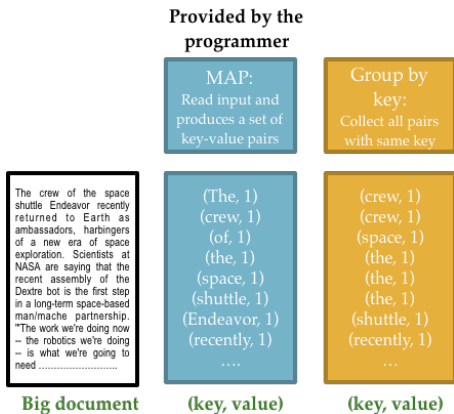 Provided by the
programmer
MAP:
Read input and
produces a set of
key-value pairs
Group by
key:
Collect all pairs
with same key
The crew of the space
shuttle Endeavor recently
returned to Earth as
ambassadors, harbingers
of a new era of space
exploration. Scientists at
NASA are saying that the
recent assembly of the
Dextre bot is the first step
in a long-term space-based
man/mache partnership.
'"The work we're doing now
-- the robotics we're doing
-- is what we're going to
need ……………………..
Big document
(The, 1)
(crew, 1)
(of, 1)
(the, 1)
(space, 1)
(shuttle, 1)
(Endeavor, 1)
(recently, 1)
….
(key, value)
(crew, 1)
(crew, 1)
(space, 1)
(the, 1)
(the, 1)
(the, 1)
(shuttle, 1)
(recently, 1)
…
(key, value)